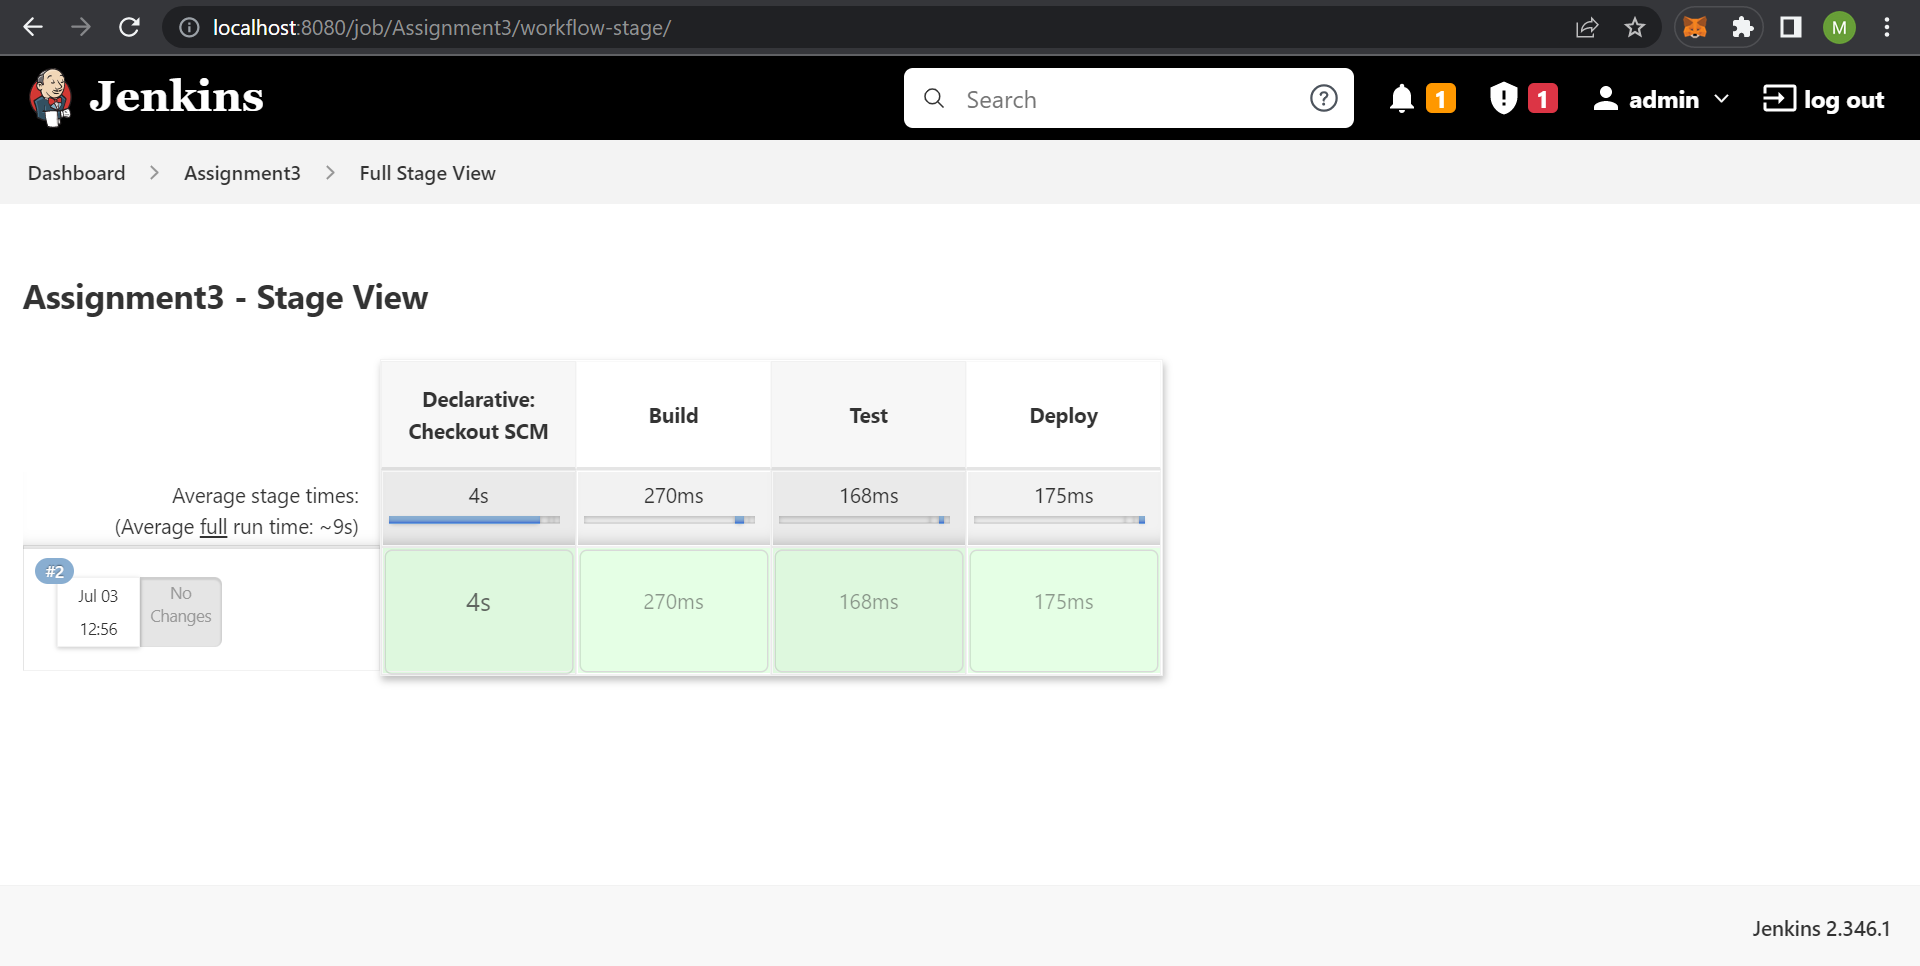 localhost:8080/job/Assignment3/workflow-stage/
M
Jenkins
Search
?
1
1
admin
log out
Dashboard
Assignment3
Full Stage View
Assignment3 - Stage View
Declarative:
Checkout SCM
Build
Test
Deploy
Average stage times:
(Average full run time: ~9s)
4s
270ms
168ms
175ms
#2
Jul 03
12:56
No
Changes
4s
270ms
168ms
175ms
Jenkins 2.346.1